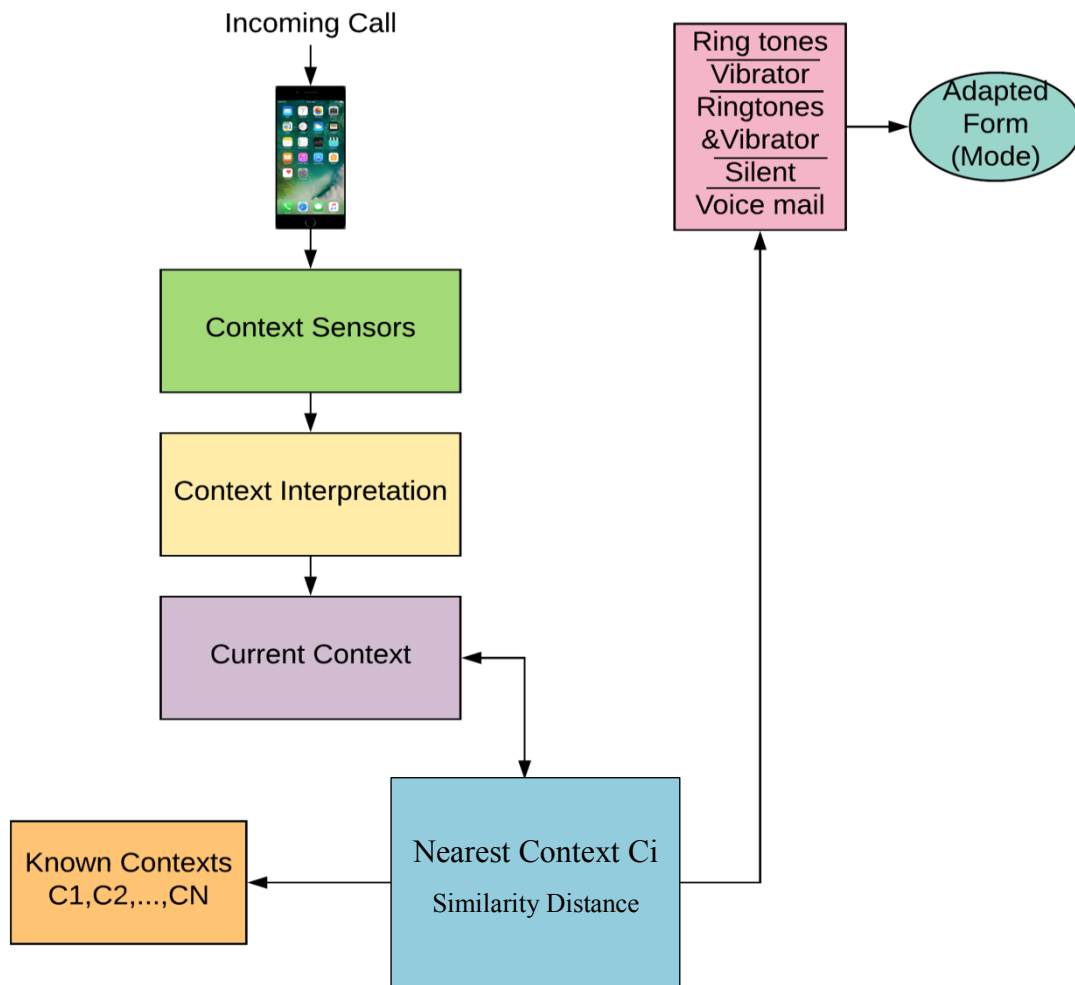 Incoming Call
Context Sensors
Context Interpretation
Current Context
Nearest Context Ci
Similarity Distance
Known Contexts
C1,C2,...,CN
Ring tones
Vibrator
Ringtones
&Vibrator
Silent
Voice mail
Adapted
Form
(Mode)